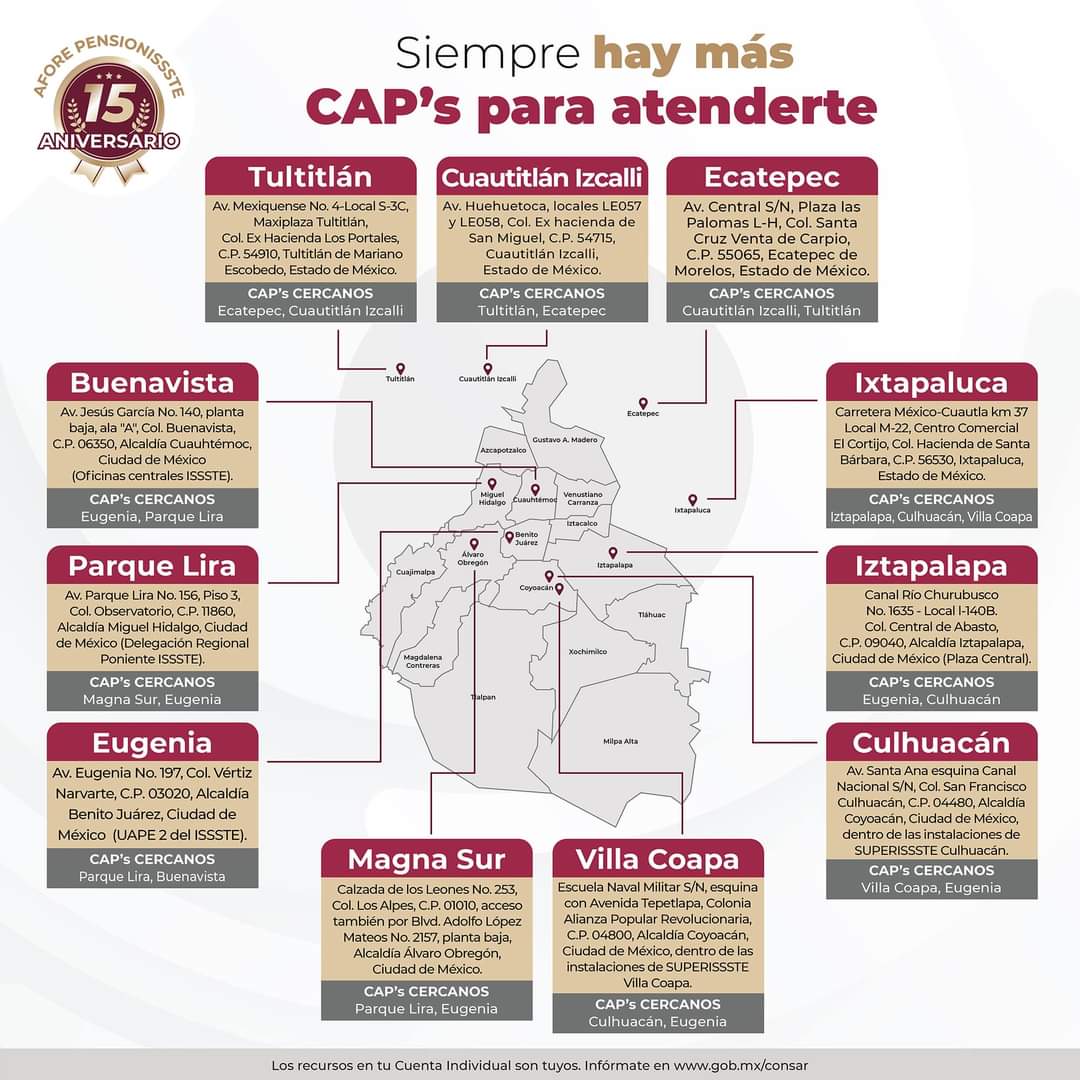 AFORE PENSIONISSSTE
15
ANIVERSARIO
Siempre hay más
CAP's para atenderte
Tultitlán
Av. Mexiquense No. 4-Local S-3C,
Maxiplaza Tultitlán,
Col. Ex Hacienda Los Portales,
C.P. 54910, Tultitlán de Mariano
Escobedo, Estado de México.
CAP's CERCANOS
Ecatepec, Cuautitlán Izcalli
Cuautitlán Izcalli
Av. Huehuetoca, locales LE057
y LE058, Col. Ex hacienda de
San Miguel, C.P. 54715,
Cuautitlán Izcalli,
Estado de México.
CAP's CERCANOS
Tultitlán, Ecatepec
Ecatepec
Av. Central S/N, Plaza las
Palomas L-H, Col. Santa
Cruz Venta de Carpio,
C.P. 55065, Ecatepec de
Morelos, Estado de México.
CAP's CERCANOS
Cuautitlán Izcalli, Tultitlán
Buenavista
Av. Jesús García No. 140, planta
baja, ala "A", Col. Buenavista,
C.P. 06350, Alcaldía Cuauhtémoc,
Ciudad de México
(Oficinas centrales ISSSTE).
CAP's CERCANOS
Eugenia, Parque Lira
Parque Lira
Av. Parque Lira No. 156, Piso 3,
Col. Observatorio, C.P. 11860,
Alcaldía Miguel Hidalgo, Ciudad
de México (Delegación Regional
Poniente ISSSTE).
CAP's CERCANOS
Magna Sur, Eugenia
Eugenia
Av. Eugenia No. 197, Col. Vértiz
Narvarte, C.P. 03020, Alcaldía
Benito Juárez, Ciudad de
México (UAPE 2 del ISSSTE).
CAP's CERCANOS
Parque Lira, Buenavista
Tultitlán
Cuautitlán Izcalli
Ecatepec
Gustavo A. Madero
Azcapotzalco
Miguel
Hidalgo
Cuauhtémoc
Venustiano
Carranza
Ixtapaluca
Iztacalco
Benito
Juárez
Álvaro
Obregón
Iztapalapa
Cuajimalpa
Coyoacán
Tláhuac
Xochimilco
Magdalena
Contreras
Tlalpan
Milpa Alta
Ixtapaluca
Carretera México-Cuautla km 37
Local M-22, Centro Comercial
El Cortijo, Col. Hacienda de Santa
Bárbara, C.P. 56530, Ixtapaluca,
Estado de México.
CAP's CERCANOS
Iztapalapa, Culhuacán, Villa Coapa
Iztapalapa
Canal Río Churubusco
No. 1635 - Local I-140B.
Col. Central de Abasto,
C.P. 09040, Alcaldía Iztapalapa,
Ciudad de México (Plaza Central).
CAP's CERCANOS
Eugenia, Culhuacán
Culhuacán
Av. Santa Ana esquina Canal
Nacional S/N, Col. San Francisco
Culhuacán, C.P. 04480, Alcaldía
Coyoacán, Ciudad de México,
dentro de las instalaciones de
SUPERISSSTE Culhuacán.
CAP's CERCANOS
Villa Coapa, Eugenia
Magna Sur
Calzada de los Leones No. 253,
Col. Los Alpes, C.P. 01010, acceso
también por Blvd. Adolfo López
Mateos No. 2157, planta baja,
Alcaldía Álvaro Obregón,
Ciudad de México.
CAP's CERCANOS
Parque Lira, Eugenia
Villa Coapa
Escuela Naval Militar S/N, esquina
con Avenida Tepetlapa, Colonia
Alianza Popular Revolucionaria,
C.P. 04800, Alcaldía Coyoacán,
Ciudad de México, dentro de las
instalaciones de SUPERISSSTE
Villa Coapa.
CAP's CERCANOS
Culhuacán, Eugenia
Los recursos en tu Cuenta Individual son tuyos. Infórmate en www.gob.mx/consar